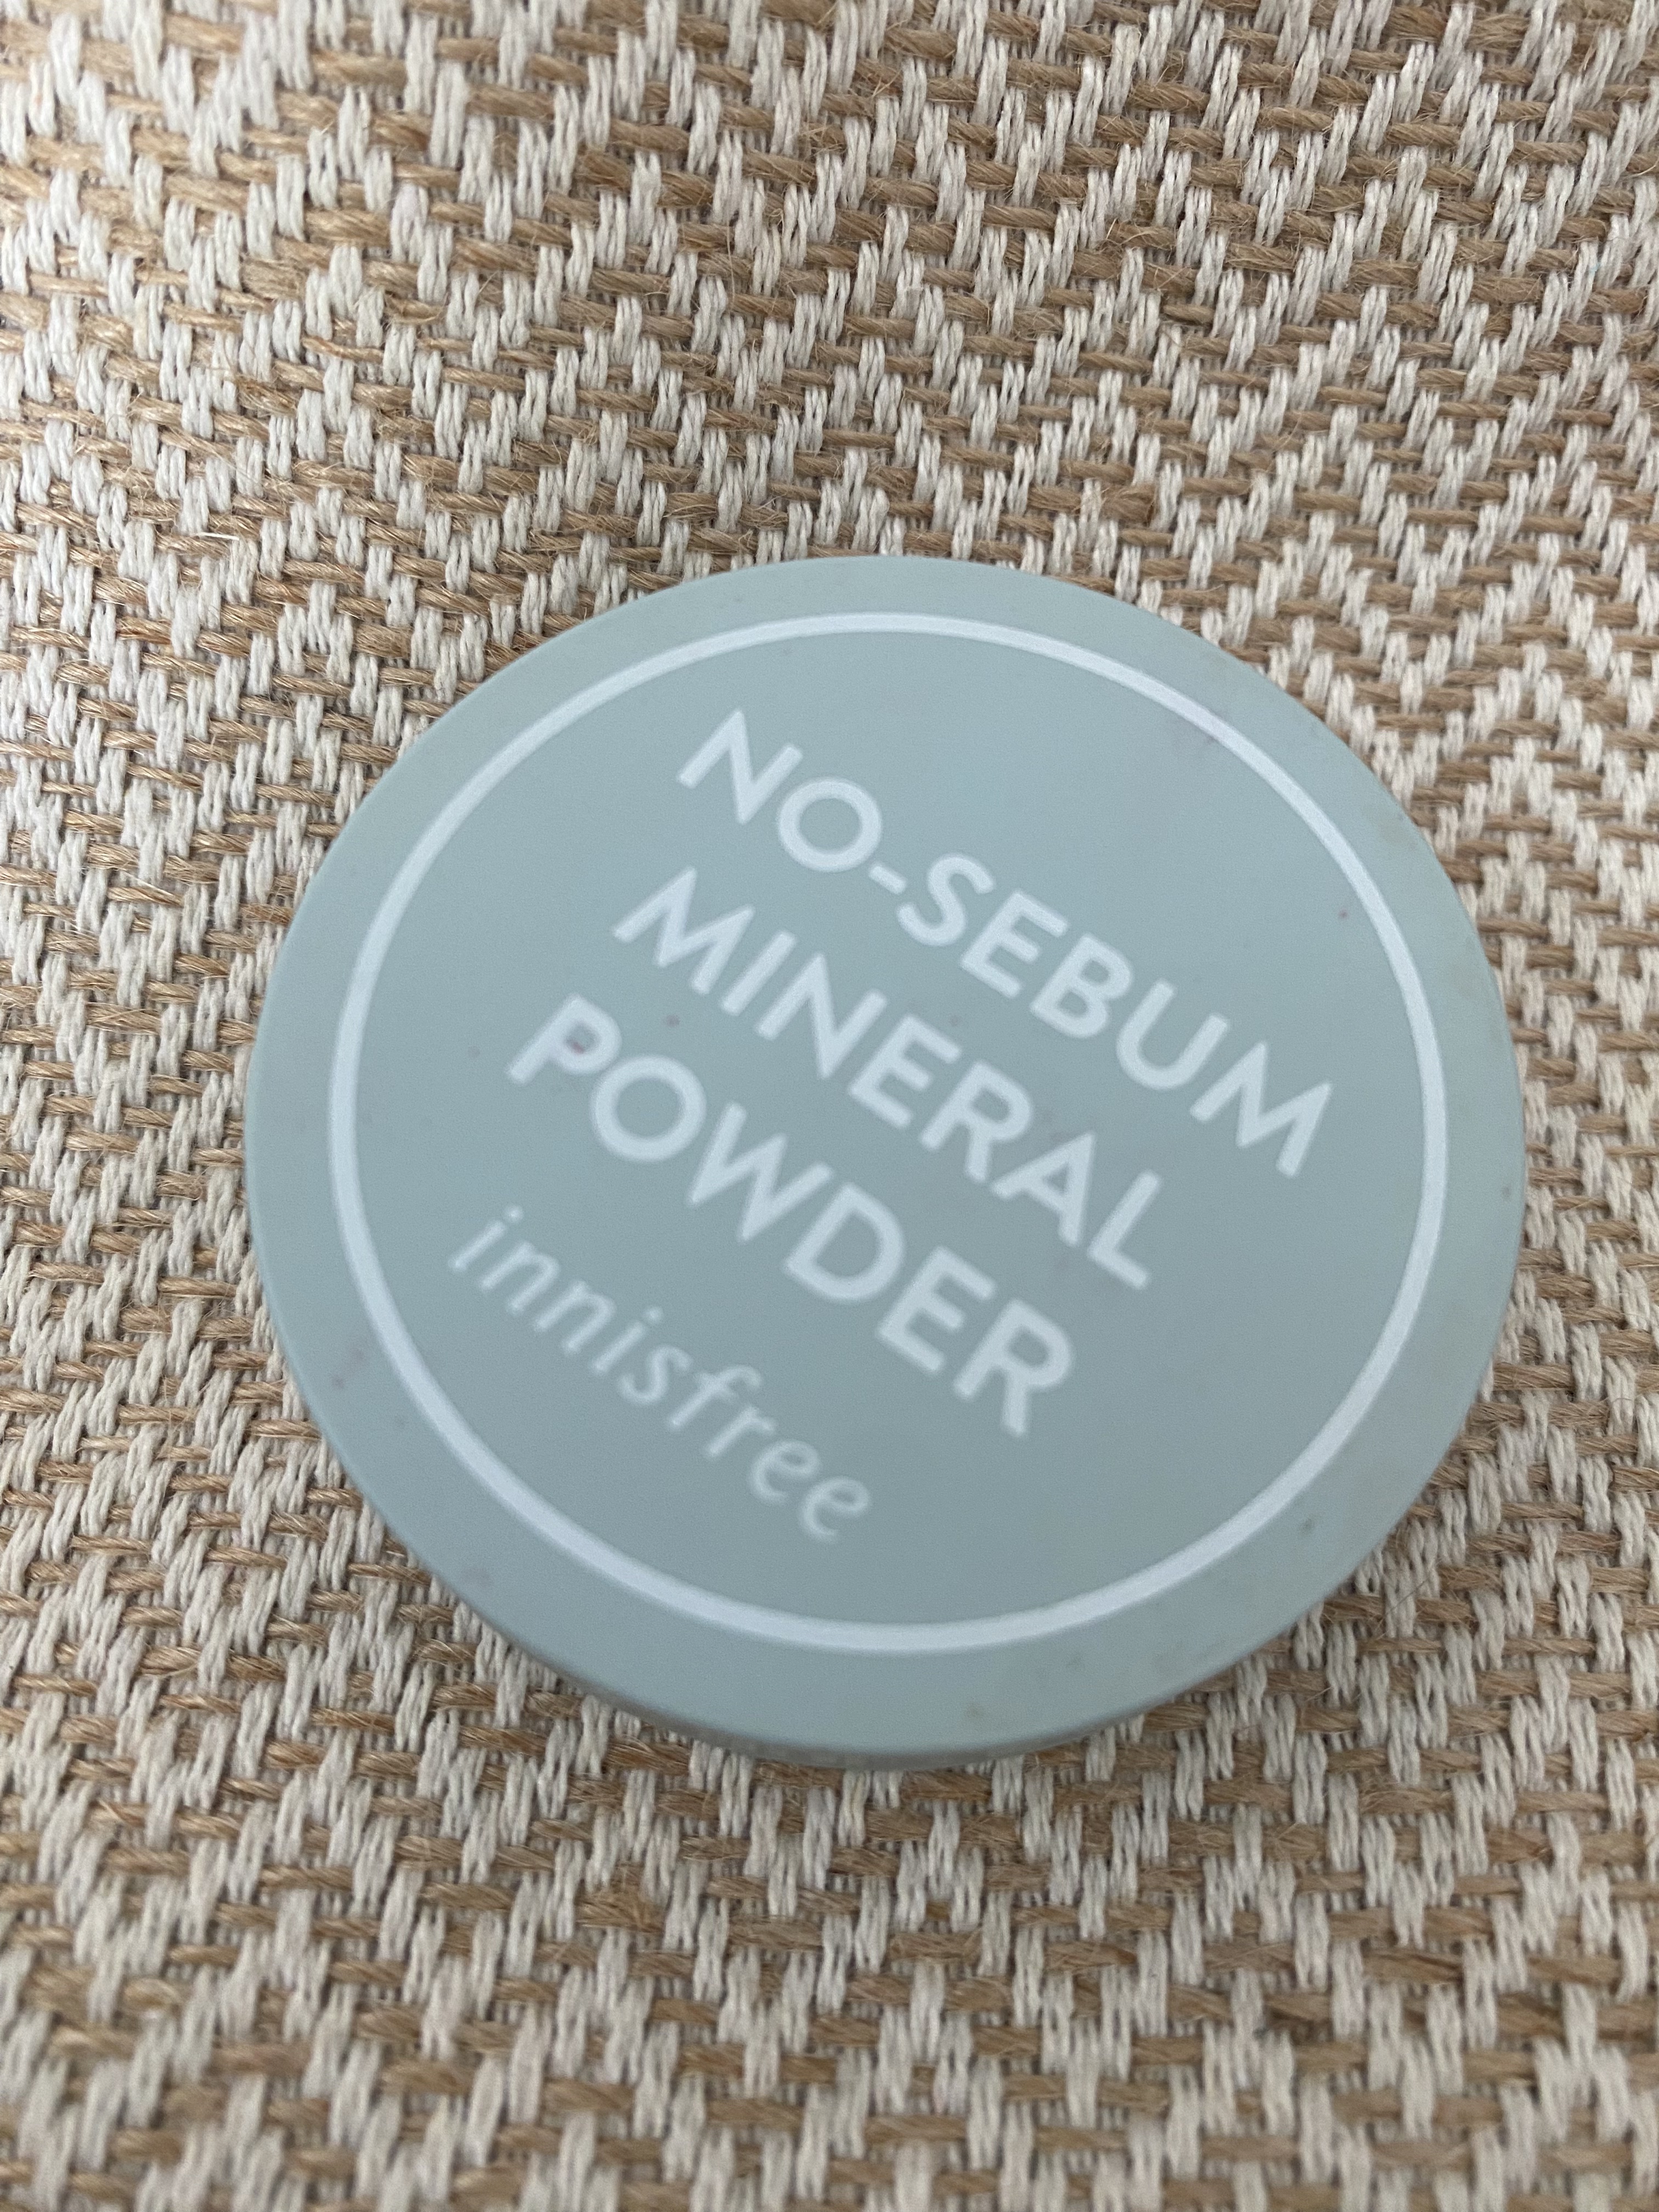 NO-SEBUM
MINERAL
POWDER
innisfree